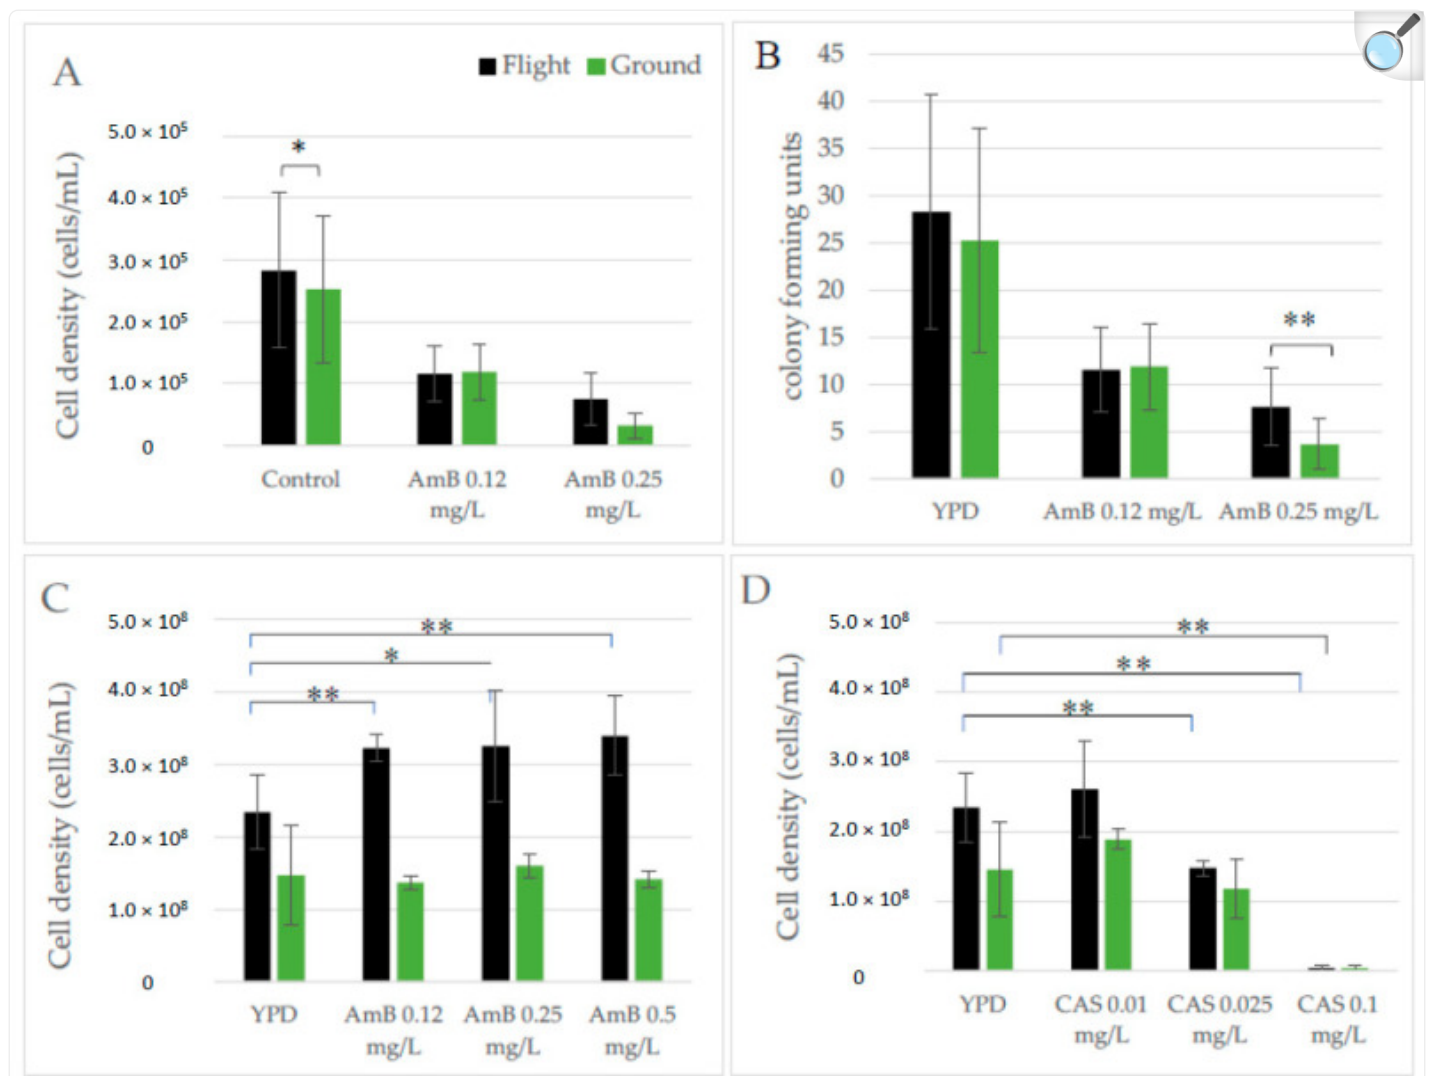 A
Flight Ground
5.0 × 10⁵
*
4.0 × 10⁵
3.0 × 10⁵
2.0 × 10⁵
1.0 × 10⁵
0
Cell density (cells/mL)
Control AmB 0.12 AmB 0.25
mg/L mg/L
B
45
40
35
30
25
20
15
10
5
0
colony forming units
**
YPD AmB 0.12 mg/L AmB 0.25 mg/L
C
5.0 × 10⁸
**
*
4.0 × 10⁸
**
3.0 × 10⁸
2.0 × 10⁸
1.0 × 10⁸
0
Cell density (cells/mL)
YPD AmB 0.12 AmB 0.25 AmB 0.5
mg/L mg/L mg/L
D
5.0 × 10⁸
**
**
4.0 × 10⁸
**
3.0 × 10⁸
2.0 × 10⁸
1.0 × 10⁸
0
Cell density (cells/mL)
YPD CAS 0.01 CAS 0.025 CAS 0.1
mg/L mg/L mg/L